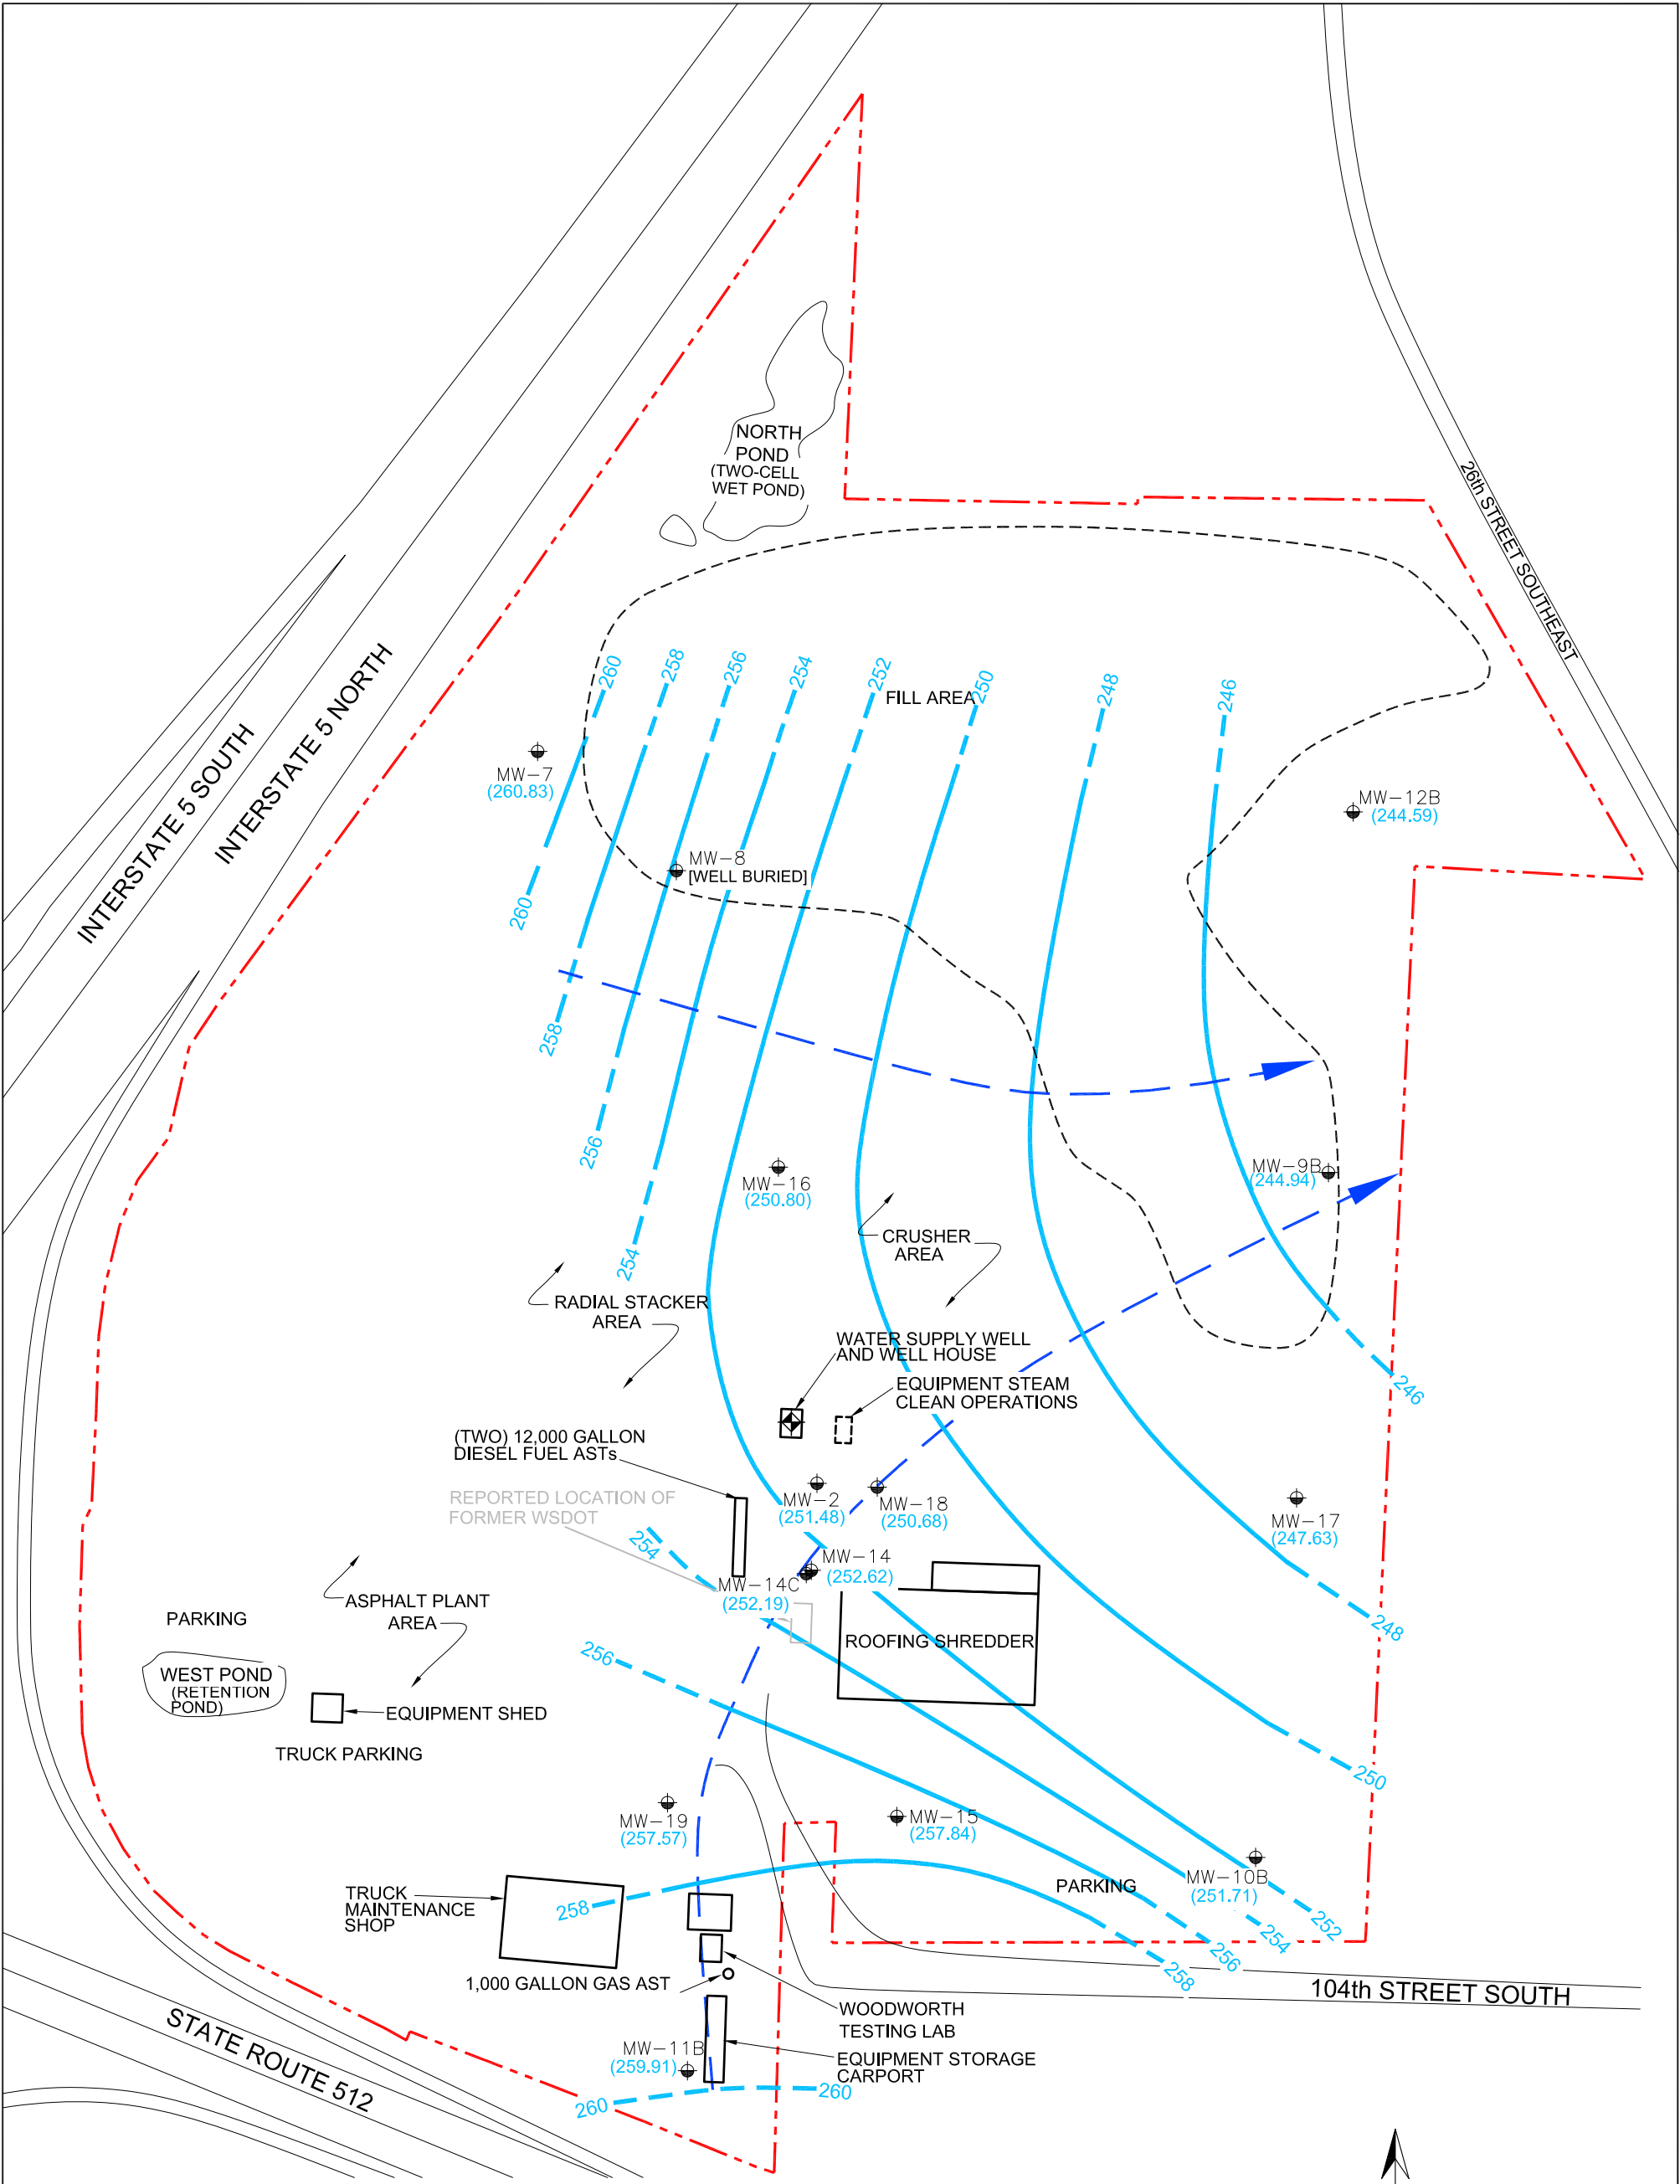 NORTH
POND
(TWO-CELL
WET POND)
26th STREET SOUTHEAST
INTERSTATE 5 SOUTH
INTERSTATE 5 NORTH
260
258
256
254
252
FILL AREA
250
248
246
MW-7
(260.83)
MW-12B
(244.59)
MW-8
[WELL BURIED]
260
258
256
254
MW-16
(250.80)
MW-9B
(244.94)
CRUSHER
AREA
RADIAL STACKER
AREA
WATER SUPPLY WELL
AND WELL HOUSE
EQUIPMENT STEAM
CLEAN OPERATIONS
246
(TWO) 12,000 GALLON
DIESEL FUEL ASTs
REPORTED LOCATION OF
FORMER WSDOT
254
MW-2
(251.48)
MW-18
(250.68)
MW-17
(247.63)
MW-14
(252.62)
MW-14C
(252.19)
248
ASPHALT PLANT
AREA
PARKING
ROOFING SHREDDER
256
WEST POND
(RETENTION
POND)
EQUIPMENT SHED
TRUCK PARKING
250
MW-19
(257.57)
MW-15
(257.84)
MW-10B
(251.71)
PARKING
TRUCK
MAINTENANCE
SHOP
258
252
254
256
258
1,000 GALLON GAS AST
104th STREET SOUTH
WOODWORTH
TESTING LAB
EQUIPMENT STORAGE
CARPORT
MW-11B
(259.91)
STATE ROUTE 512
260
260